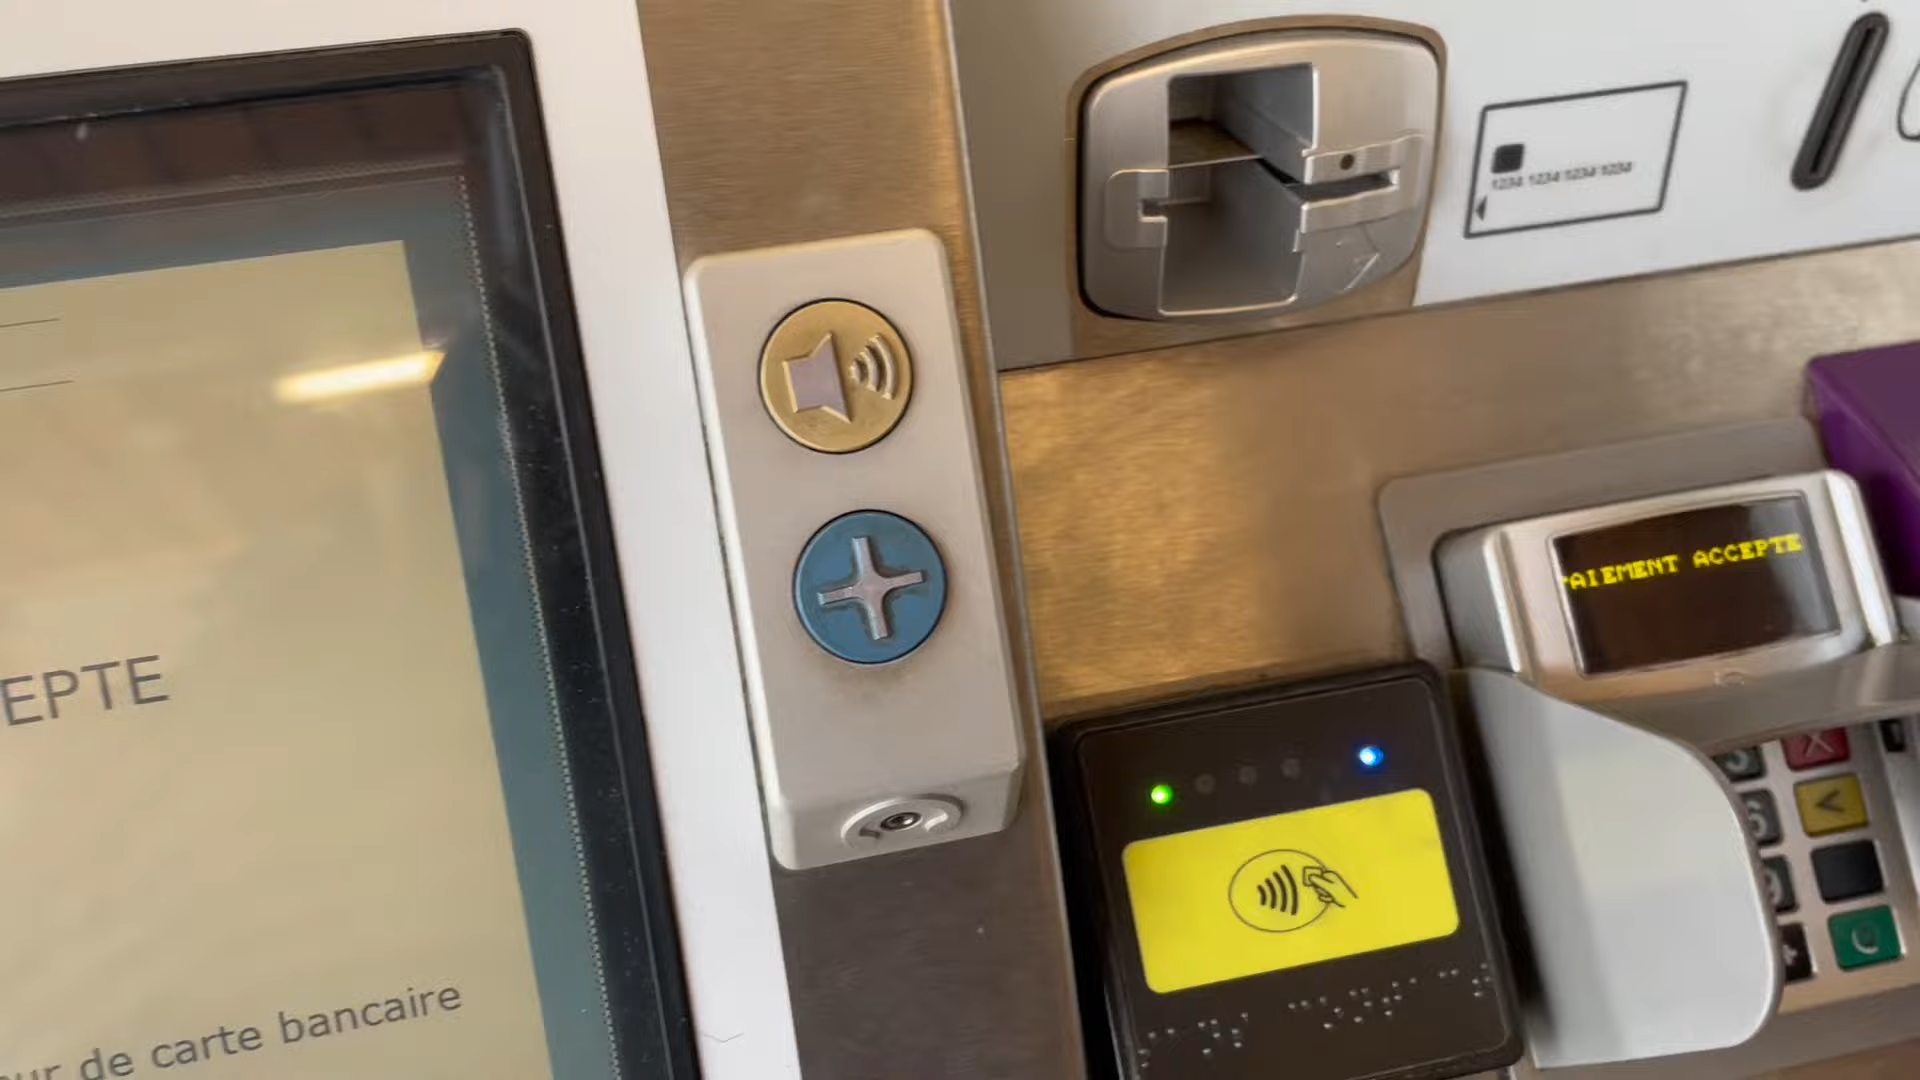 EPTE
ur de carte bancaire
1234 1234 1234 1234
AIEMENT ACCEPTE